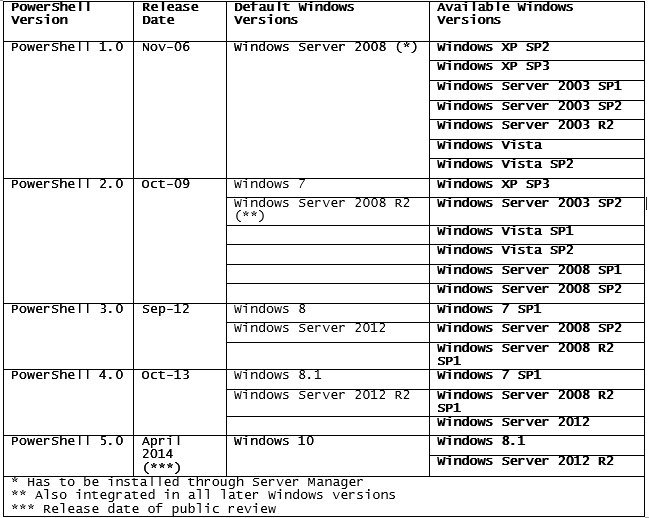 PowerShell Version Release Date Default Windows Versions Available Windows Versions
PowerShell 1.0 Nov-06 Windows Server 2008 (*) Windows XP SP2
Windows XP SP3
Windows Server 2003 SP1
Windows Server 2003 SP2
Windows Server 2003 R2
Windows Vista
Windows Vista SP2
PowerShell 2.0 Oct-09 Windows 7 Windows XP SP3
Windows Server 2008 R2 (**) Windows Server 2003 SP2
Windows Vista SP1
Windows Vista SP2
Windows Server 2008 SP1
Windows Server 2008 SP2
PowerShell 3.0 Sep-12 Windows 8 Windows 7 SP1
Windows Server 2012 Windows Server 2008 SP2
Windows Server 2008 R2 SP1
PowerShell 4.0 Oct-13 Windows 8.1 Windows 7 SP1
Windows Server 2012 R2 Windows Server 2008 R2 SP1
Windows Server 2012
PowerShell 5.0 April 2014 (***) Windows 10 Windows 8.1
Windows Server 2012 R2
* Has to be installed through Server Manager
** Also integrated in all later Windows versions
*** Release date of public review